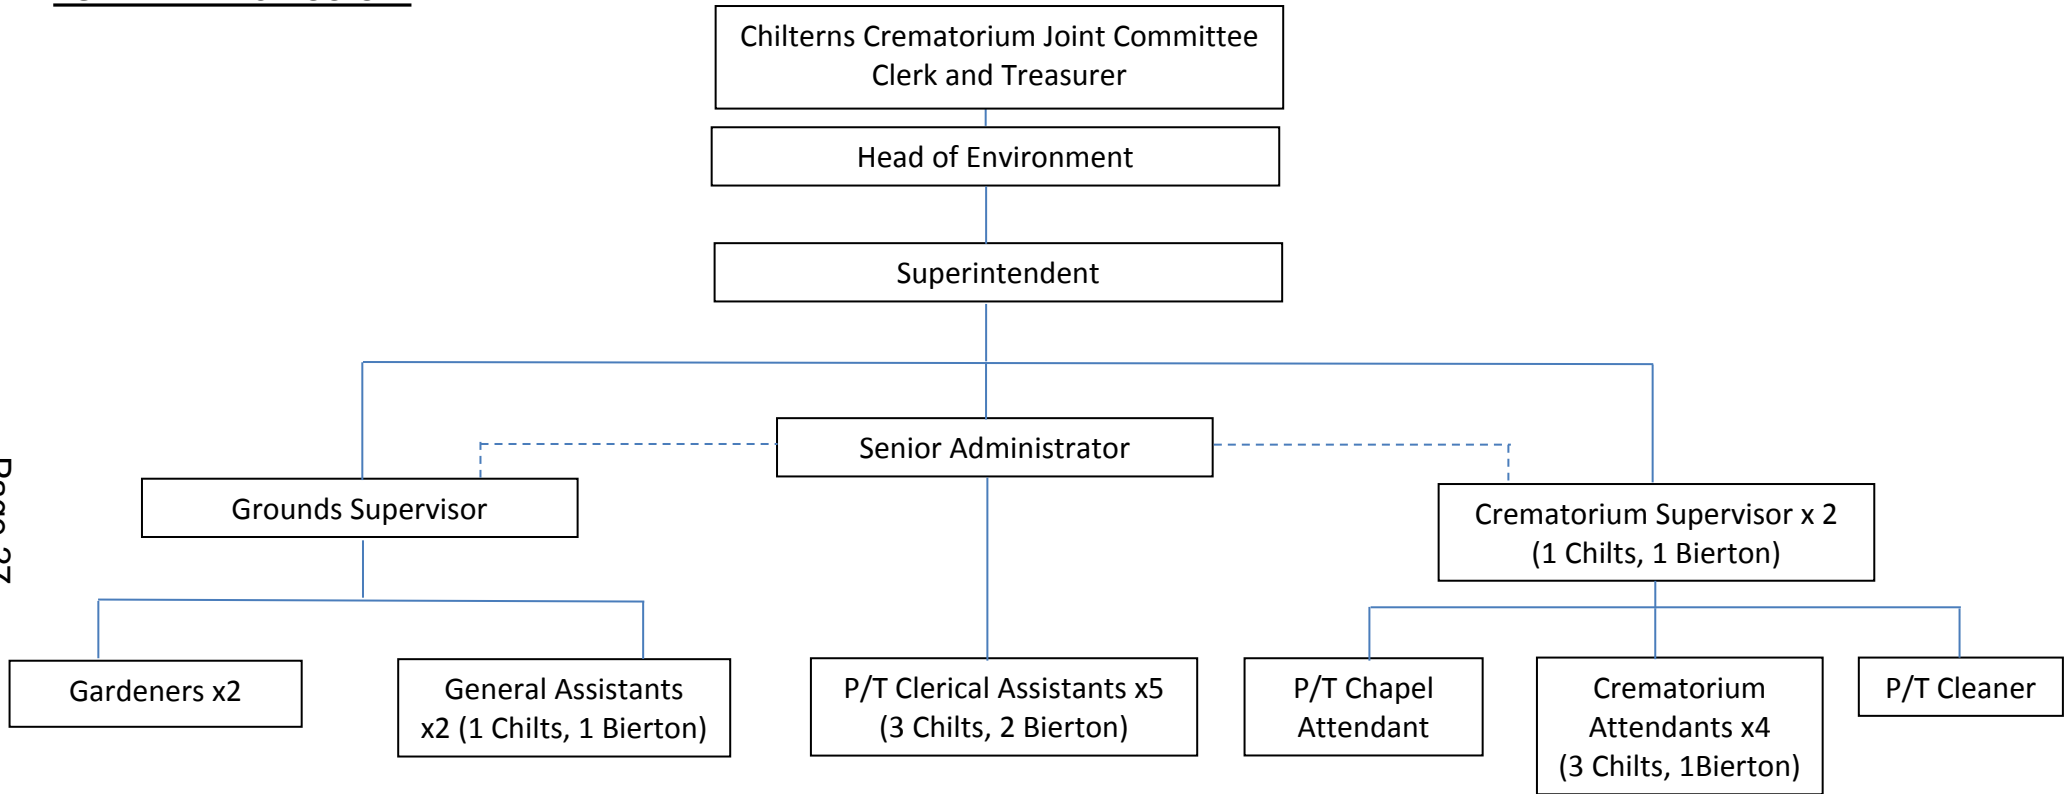 Chilterns Crematorium Joint Committee
Clerk and Treasurer
Head of Environment
Superintendent
Senior Administrator
Grounds Supervisor
Crematorium Supervisor x 2
(1 Chilts, 1 Bierton)
Gardeners x2
General Assistants
x2 (1 Chilts, 1 Bierton)
P/T Clerical Assistants x5
(3 Chilts, 2 Bierton)
P/T Chapel
Attendant
Crematorium
Attendants x4
(3 Chilts, 1Bierton)
P/T Cleaner
Page 27